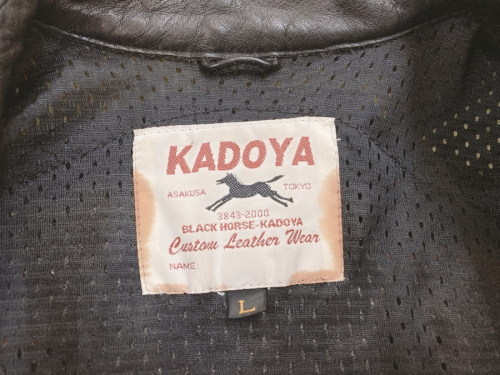 KADOYA
ASAKUSA TOKYO
3843-2000
BLACK HORSE-KADOYA
Custom Leather Wear
NAME:
L